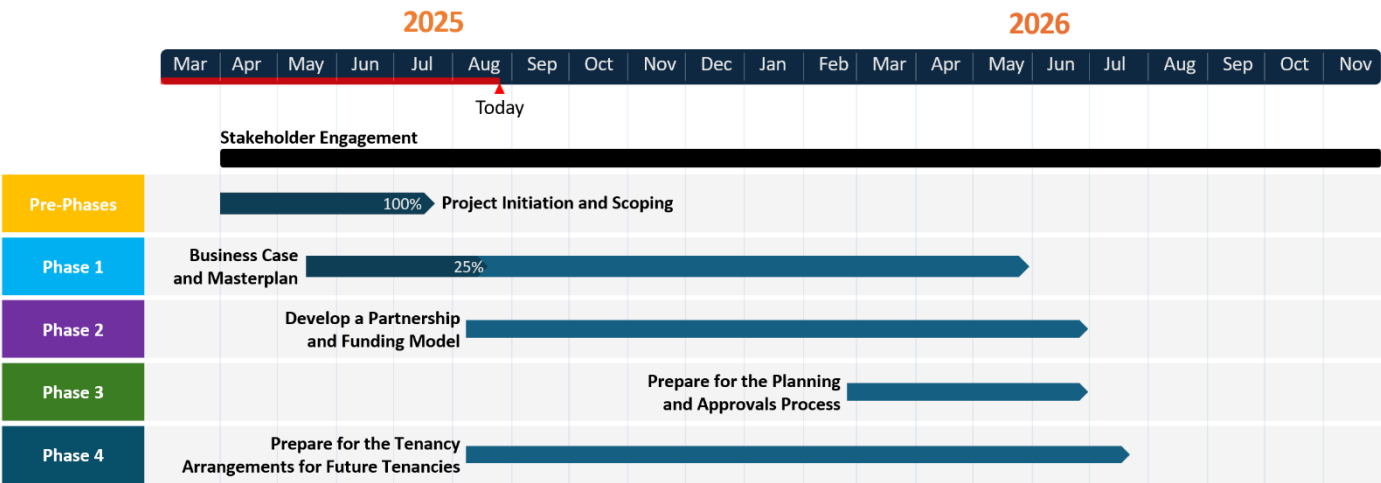 2025 2026
Mar Apr May Jun Jul Aug Sep Oct Nov Dec Jan Feb Mar Apr May Jun Jul Aug Sep Oct Nov
Today
Stakeholder Engagement
Pre-Phases
100% Project Initiation and Scoping
Phase 1
Business Case
and Masterplan
25%
Phase 2
Develop a Partnership
and Funding Model
Phase 3
Prepare for the Planning
and Approvals Process
Phase 4
Prepare for the Tenancy
Arrangements for Future Tenancies